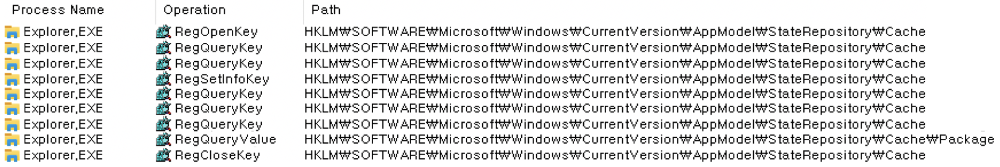 Process Name Operation Path
Explorer.EXE RegOpenKey HKLM₩SOFTWARE₩Microsoft₩Windows₩CurrentVersion₩AppModel₩StateRepository₩Cache
Explorer.EXE RegQueryKey HKLM₩SOFTWARE₩Microsoft₩Windows₩CurrentVersion₩AppModel₩StateRepository₩Cache
Explorer.EXE RegQueryKey HKLM₩SOFTWARE₩Microsoft₩Windows₩CurrentVersion₩AppModel₩StateRepository₩Cache
Explorer.EXE RegSetInfoKey HKLM₩SOFTWARE₩Microsoft₩Windows₩CurrentVersion₩AppModel₩StateRepository₩Cache
Explorer.EXE RegQueryKey HKLM₩SOFTWARE₩Microsoft₩Windows₩CurrentVersion₩AppModel₩StateRepository₩Cache
Explorer.EXE RegQueryKey HKLM₩SOFTWARE₩Microsoft₩Windows₩CurrentVersion₩AppModel₩StateRepository₩Cache
Explorer.EXE RegQueryKey HKLM₩SOFTWARE₩Microsoft₩Windows₩CurrentVersion₩AppModel₩StateRepository₩Cache
Explorer.EXE RegQueryValue HKLM₩SOFTWARE₩Microsoft₩Windows₩CurrentVersion₩AppModel₩StateRepository₩Cache₩Package
Explorer.EXE RegCloseKey HKLM₩SOFTWARE₩Microsoft₩Windows₩CurrentVersion₩AppModel₩StateRepository₩Cache